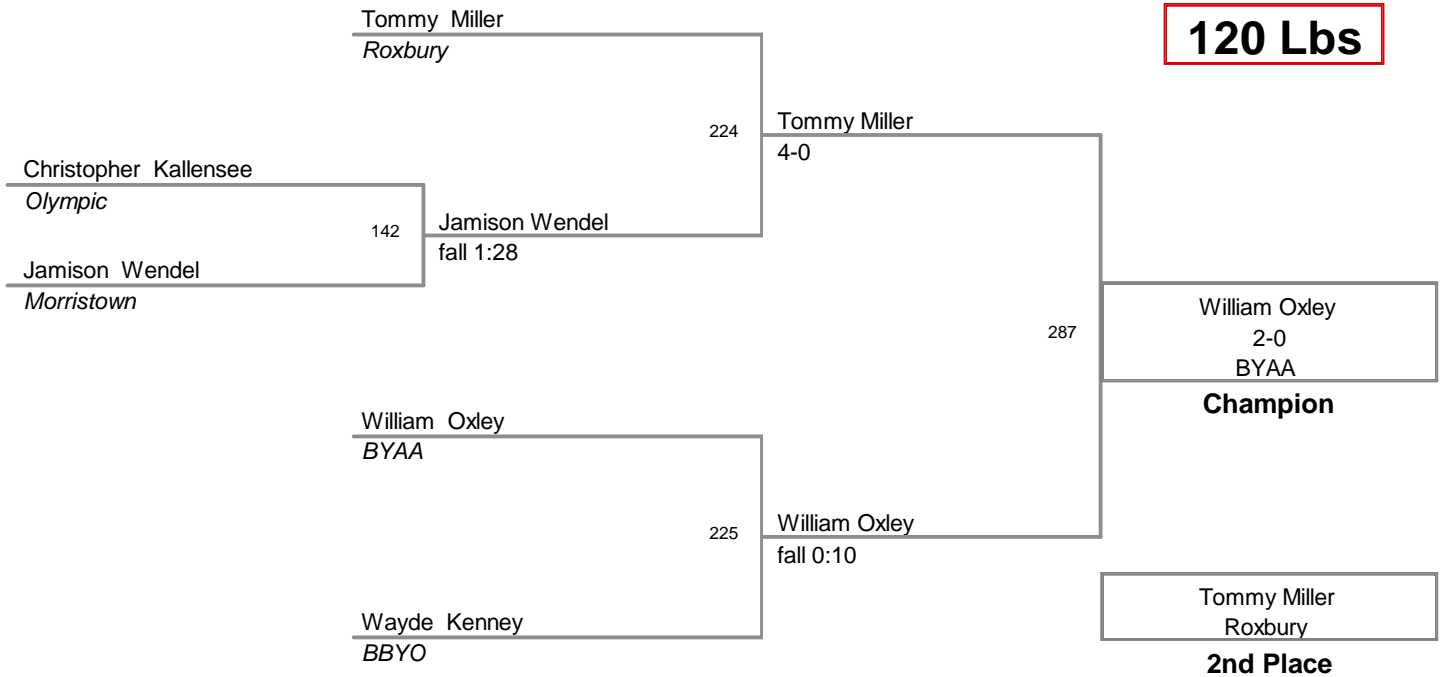 Tommy Miller
Roxbury
120 Lbs
224
Tommy Miller
4-0
Christopher Kallensee
Olympic
142
Jamison Wendel
fall 1:28
Jamison Wendel
Morristown
287
William Oxley
2-0
BYAA
Champion
William Oxley
BYAA
225
William Oxley
fall 0:10
Wayde Kenney
BBYO
Tommy Miller
Roxbury
2nd Place